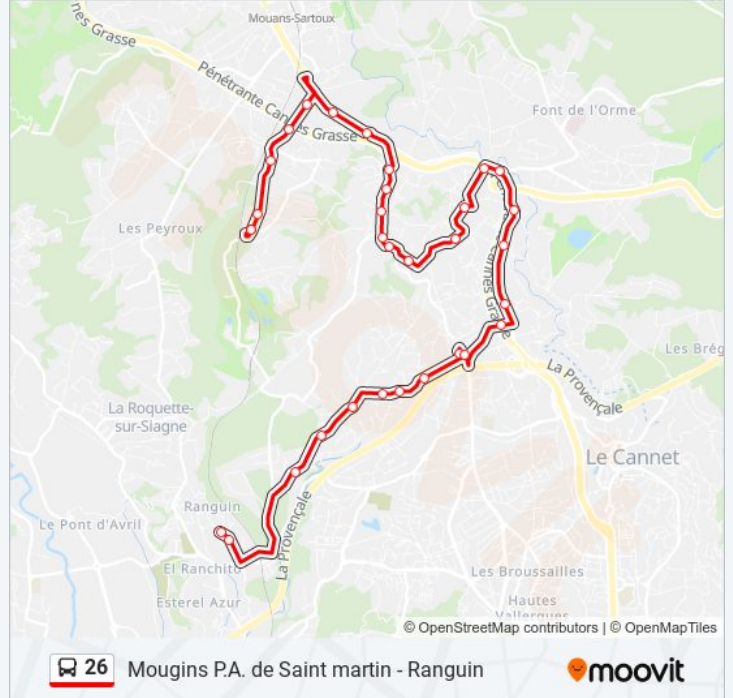 Mouans-Sartoux
nes Grasse
Pénétrante Cannes Grasse
Font de l'Orme
Les Peyroux
Cannes Grasse
Les Brég
La Provençale
La Roquette-
sur-Siagne
Le Cannet
Ranguin
Le Pont d'Avril
La Provençale
El Ranchito
Les Broussailles
Esterel Azur
Hautes
Vallergues
© OpenStreetMap contributors | © OpenMapTiles
26 Mougins P.A. de Saint martin - Ranguin
moovit